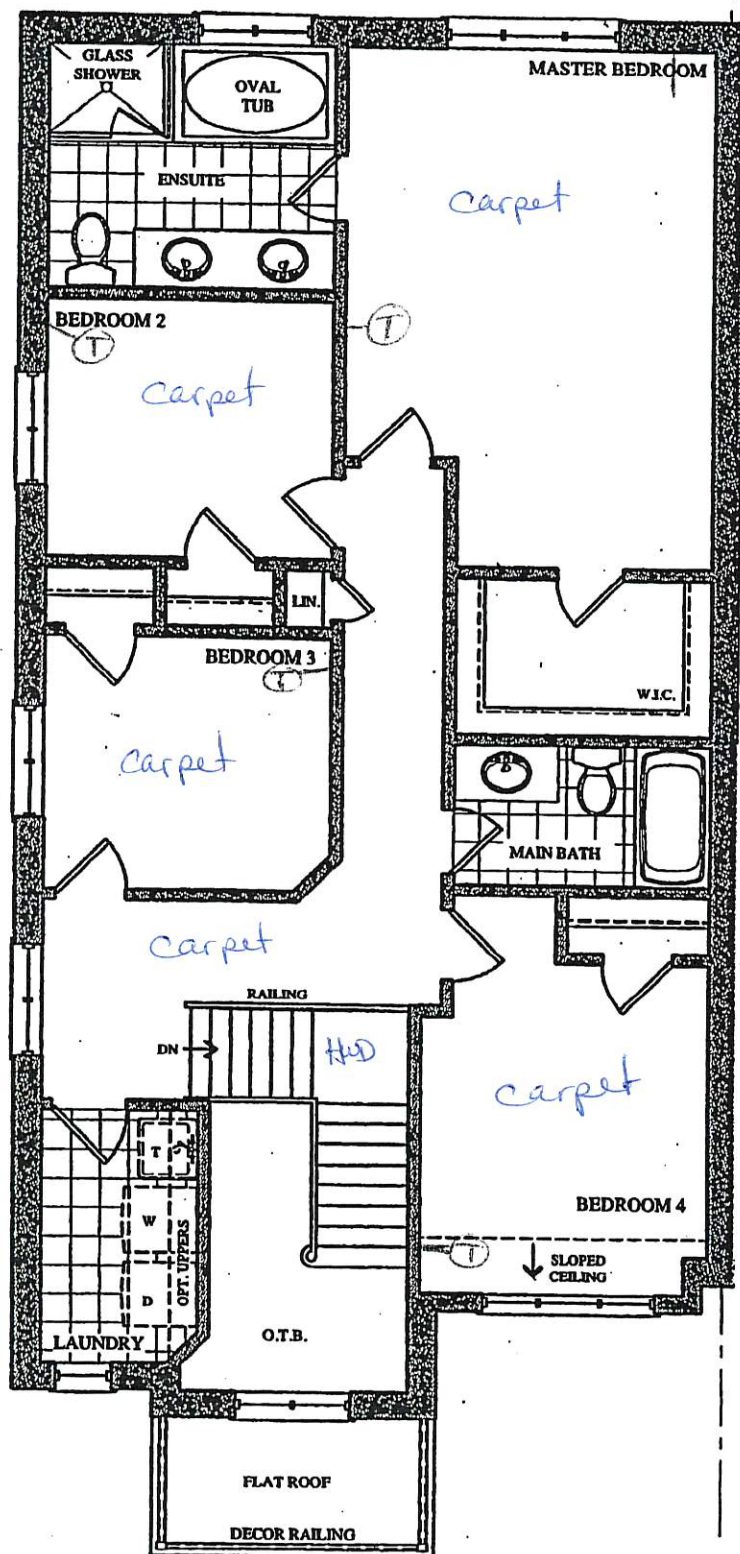 GLASS
SHOWER
OVAL
TUB
MASTER BEDROOM
ENSUITE
carpet
BEDROOM 2
T
T
carpet
LIN.
BEDROOM 3
T
W.I.C.
carpet
MAIN BATH
carpet
RAILING
DN
HWD
carpet
T
W
OPT. UPPERS
D
BEDROOM 4
T
SLOPED
CEILING
LAUNDRY
O.T.B.
FLAT ROOF
DECOR RAILING